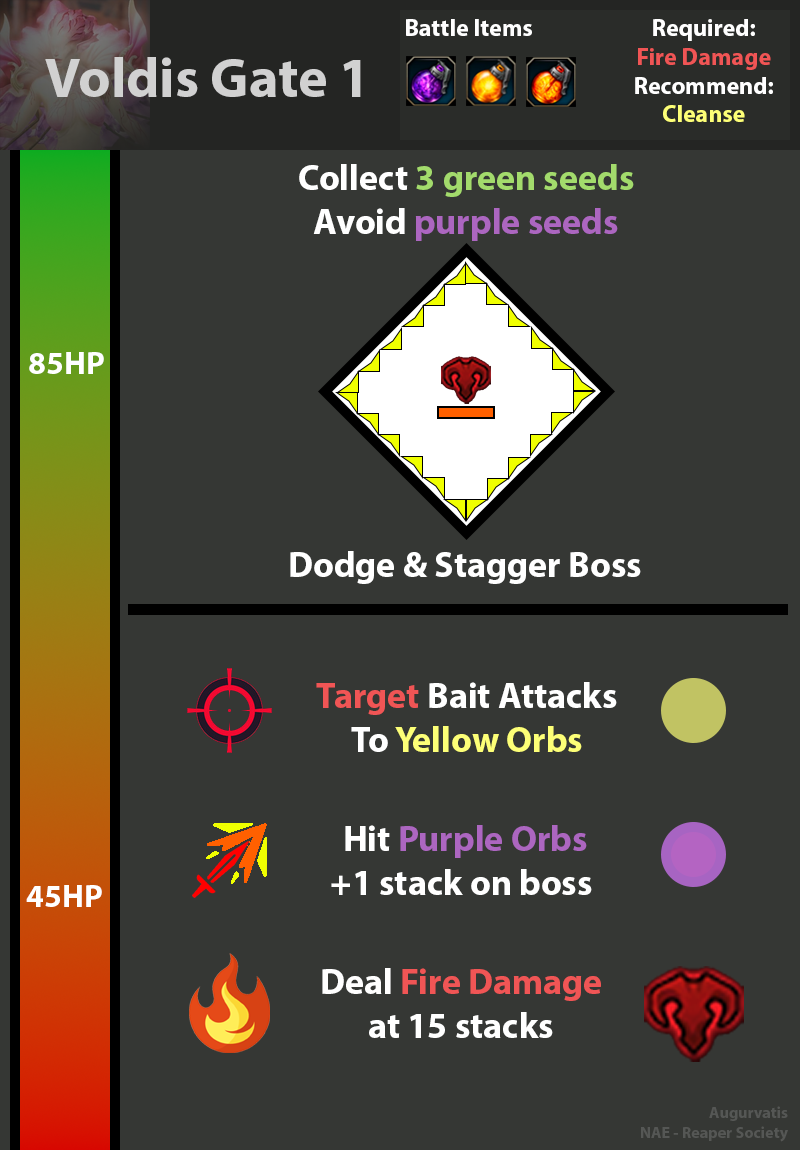 Voldis Gate 1
Battle Items
Required:
Fire Damage
Recommend:
Cleanse
Collect 3 green seeds
Avoid purple seeds
85HP
Dodge & Stagger Boss
Target Bait Attacks
To Yellow Orbs
Hit Purple Orbs
+1 stack on boss
45HP
Deal Fire Damage
at 15 stacks
Augurvatis
NAE - Reaper Society